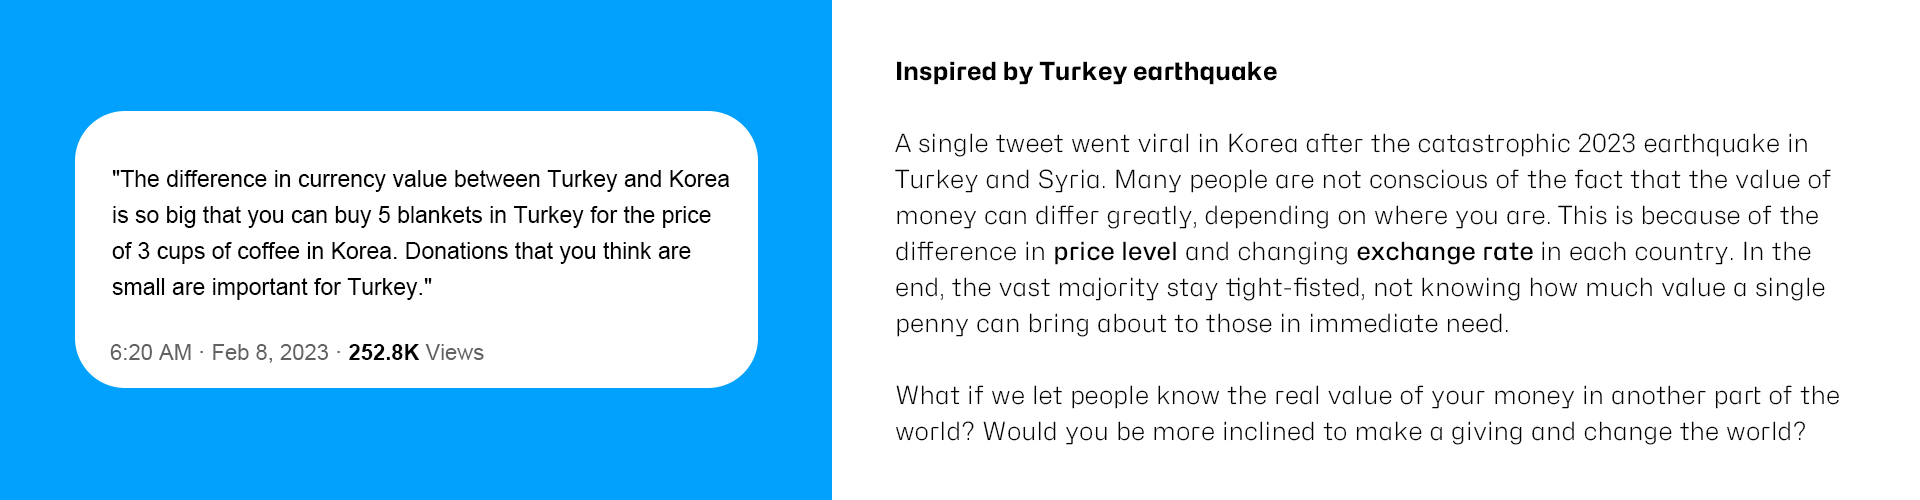 "The difference in currency value between Turkey and Korea
is so big that you can buy 5 blankets in Turkey for the price
of 3 cups of coffee in Korea. Donations that you think are
small are important for Turkey."
6:20 AM · Feb 8, 2023 · 252.8K Views
Inspired by Turkey earthquake
A single tweet went viral in Korea after the catastrophic 2023 earthquake in
Turkey and Syria. Many people are not conscious of the fact that the value of
money can differ greatly, depending on where you are. This is because of the
difference in price level and changing exchange rate in each country. In the
end, the vast majority stay tight-fisted, not knowing how much value a single
penny can bring about to those in immediate need.
What if we let people know the real value of your money in another part of the
world? Would you be more inclined to make a giving and change the world?